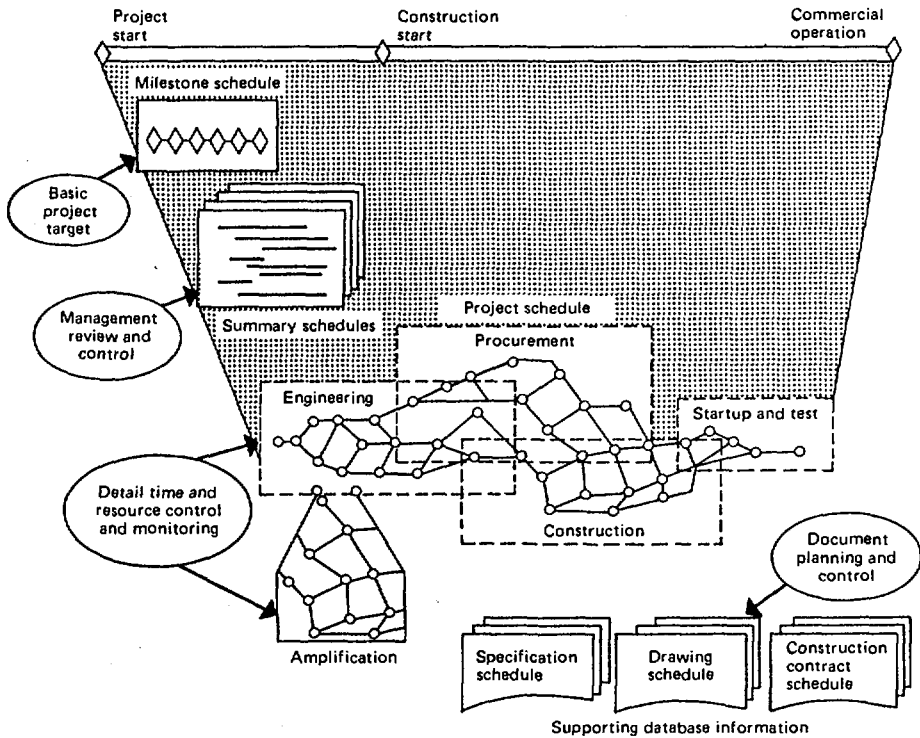 Project
start
Construction
start
Commercial
operation
Milestone schedule
Basic
project
target
Management
review and
control
Summary schedules
Project schedule
Procurement
Engineering
Startup and test
Detail time and
resource control
and monitoring
Construction
Document
planning and
control
Amplification
Specification
schedule
Drawing
schedule
Construction
contract
schedule
Supporting database information